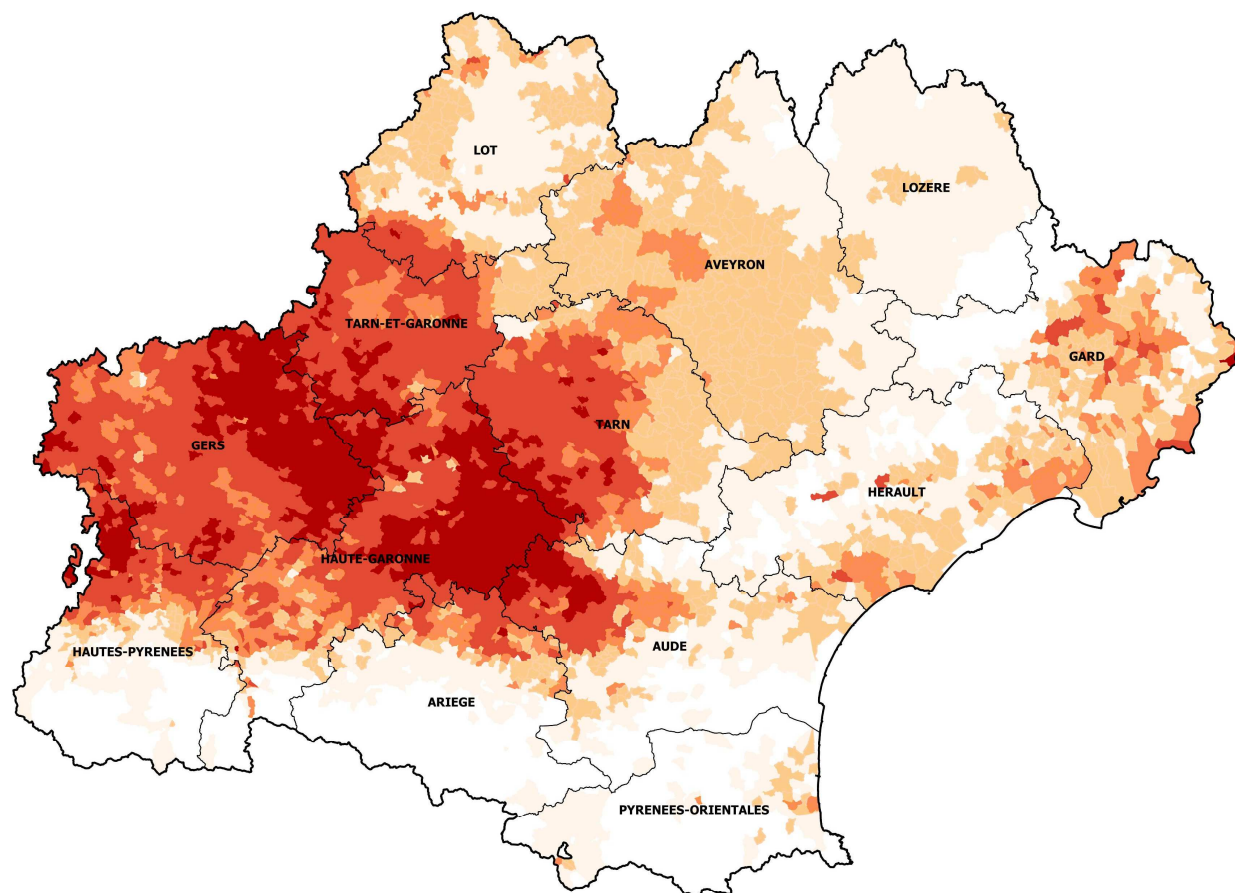 LOT
LOZERE
AVEYRON
TARN-ET-GARONNE
GARD
TARN
GERS
HERAULT
HAUTE-GARONNE
AUDE
HAUTES-PYRENEES
ARIEGE
PYRENEES-ORIENTALES